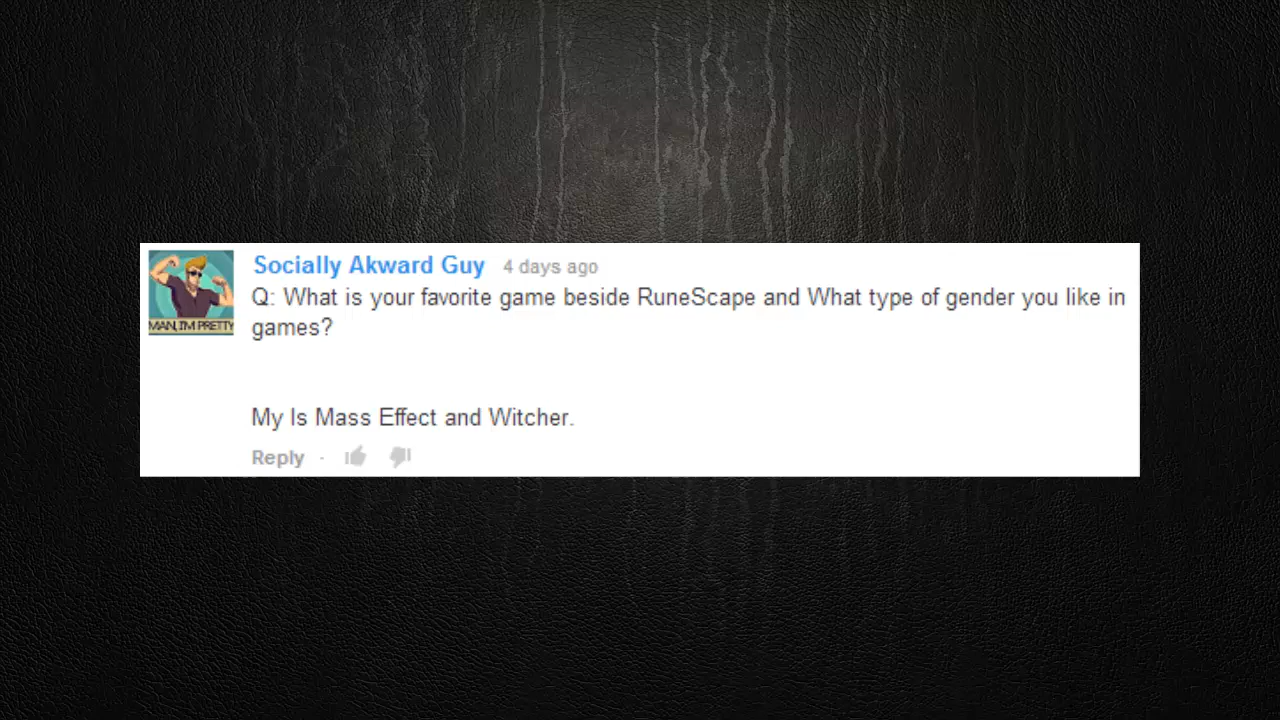 Socially Akward Guy 4 days ago
Q: What is your favorite game beside RuneScape and What type of gender you like in
games?
My Is Mass Effect and Witcher.
Reply ·
MAN, I'M PRETTY